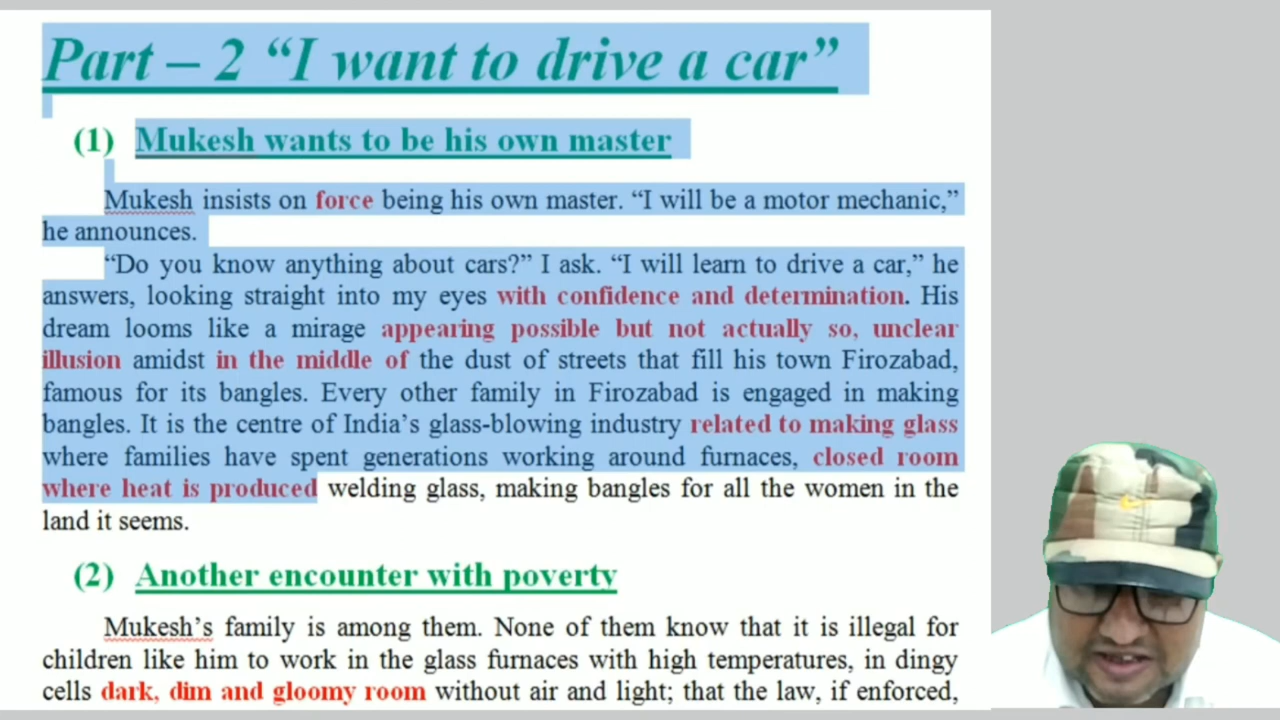 Part – 2 “I want to drive a car”
(1) Mukesh wants to be his own master
Mukesh insists on force being his own master. “I will be a motor mechanic,”
he announces.
“Do you know anything about cars?” I ask. “I will learn to drive a car,” he
answers, looking straight into my eyes with confidence and determination. His
dream looms like a mirage appearing possible but not actually so, unclear
illusion amidst in the middle of the dust of streets that fill his town Firozabad,
famous for its bangles. Every other family in Firozabad is engaged in making
bangles. It is the centre of India’s glass-blowing industry related to making glass
where families have spent generations working around furnaces, closed room
where heat is produced welding glass, making bangles for all the women in the
land it seems.
(2) Another encounter with poverty
Mukesh’s family is among them. None of them know that it is illegal for
children like him to work in the glass furnaces with high temperatures, in dingy
cells dark, dim and gloomy room without air and light; that the law, if enforced,